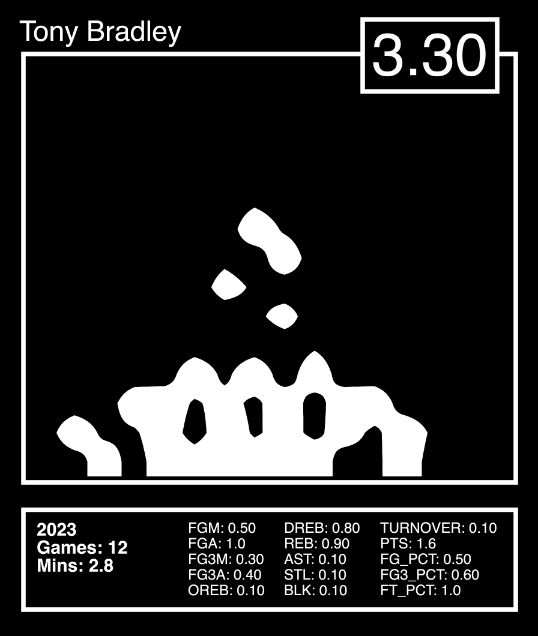 Tony Bradley
3.30
2023
Games: 12
Mins: 2.8
FGM: 0.50
FGA: 1.0
FG3M: 0.30
FG3A: 0.40
OREB: 0.10
DREB: 0.80
REB: 0.90
AST: 0.10
STL: 0.10
BLK: 0.10
TURNOVER: 0.10
PTS: 1.6
FG_PCT: 0.50
FG3_PCT: 0.60
FT_PCT: 1.0